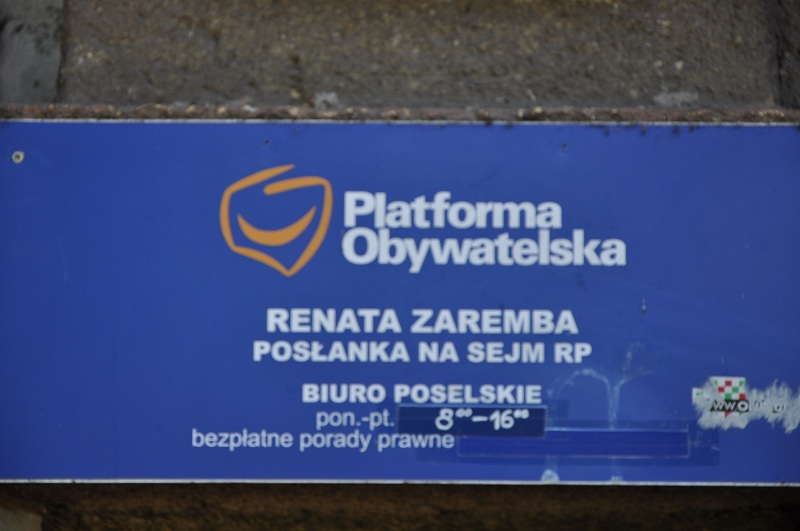 Platforma
Obywatelska
RENATA ZAREMBA
POSŁANKA NA SEJM RP
BIURO POSELSKIE
pon.-pt. 8⁰⁰-16⁰⁰
bezpłatne porady prawne